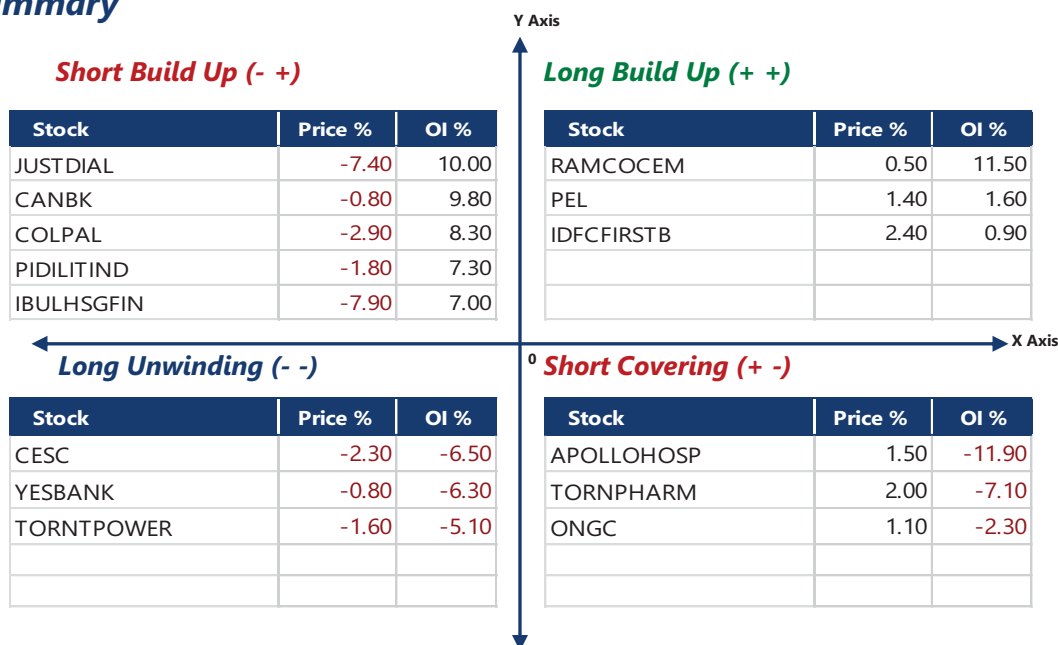 Y Axis
Short Build Up (- +)
Stock Price % OI %
JUSTDIAL -7.40 10.00
CANBK -0.80 9.80
COLPAL -2.90 8.30
PIDILITIND -1.80 7.30
IBULHSGFIN -7.90 7.00
Long Build Up (+ +)
Stock Price % OI %
RAMCOCEM 0.50 11.50
PEL 1.40 1.60
IDFCFIRSTB 2.40 0.90
X Axis
0
Long Unwinding (- -)
Stock Price % OI %
CESC -2.30 -6.50
YESBANK -0.80 -6.30
TORNTPOWER -1.60 -5.10
Short Covering (+ -)
Stock Price % OI %
APOLLOHOSP 1.50 -11.90
TORNPHARM 2.00 -7.10
ONGC 1.10 -2.30